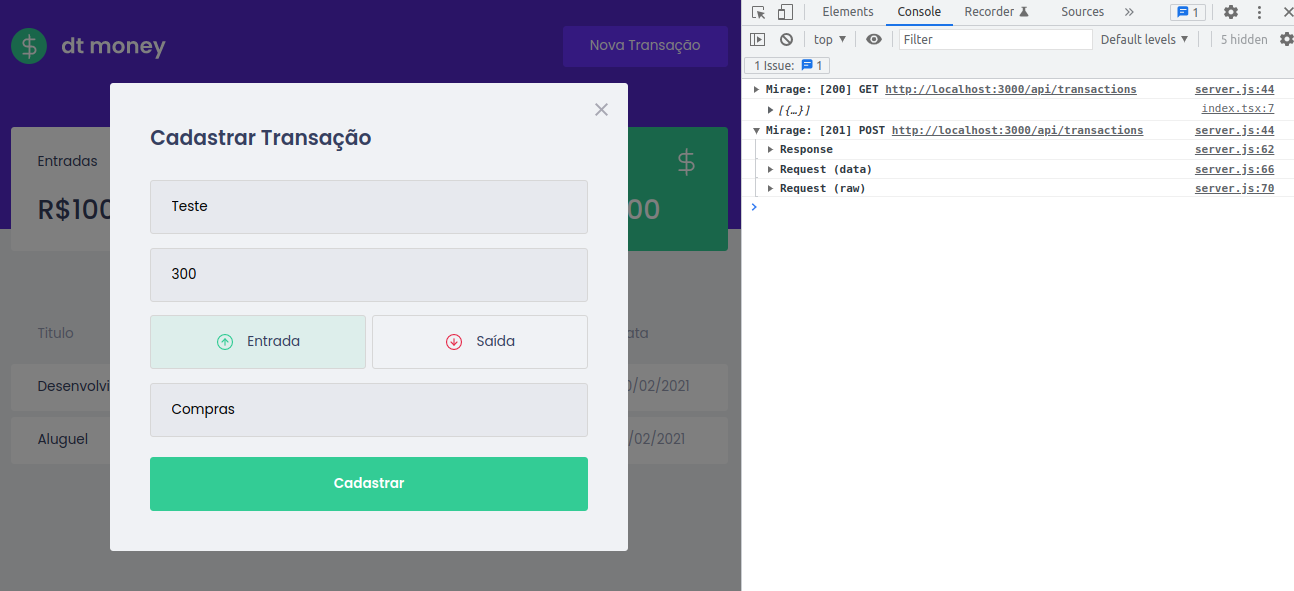 dt money
Nova Transação
Entradas
R$100
00
Título
ata
Desenvolvi
0/02/2021
Aluguel
/02/2021
Cadastrar Transação
Teste
300
Entrada
Saída
Compras
Cadastrar
Elements Console Recorder Sources » 1
top ▼ Filter Default levels ▼ 5 hidden
1 Issue: 1
▶ Mirage: [200] GET http://localhost:3000/api/transactions server.js:44
▶ [{…}] index.tsx:7
▼ Mirage: [201] POST http://localhost:3000/api/transactions server.js:44
▶ Response server.js:62
▶ Request (data) server.js:66
▶ Request (raw) server.js:70